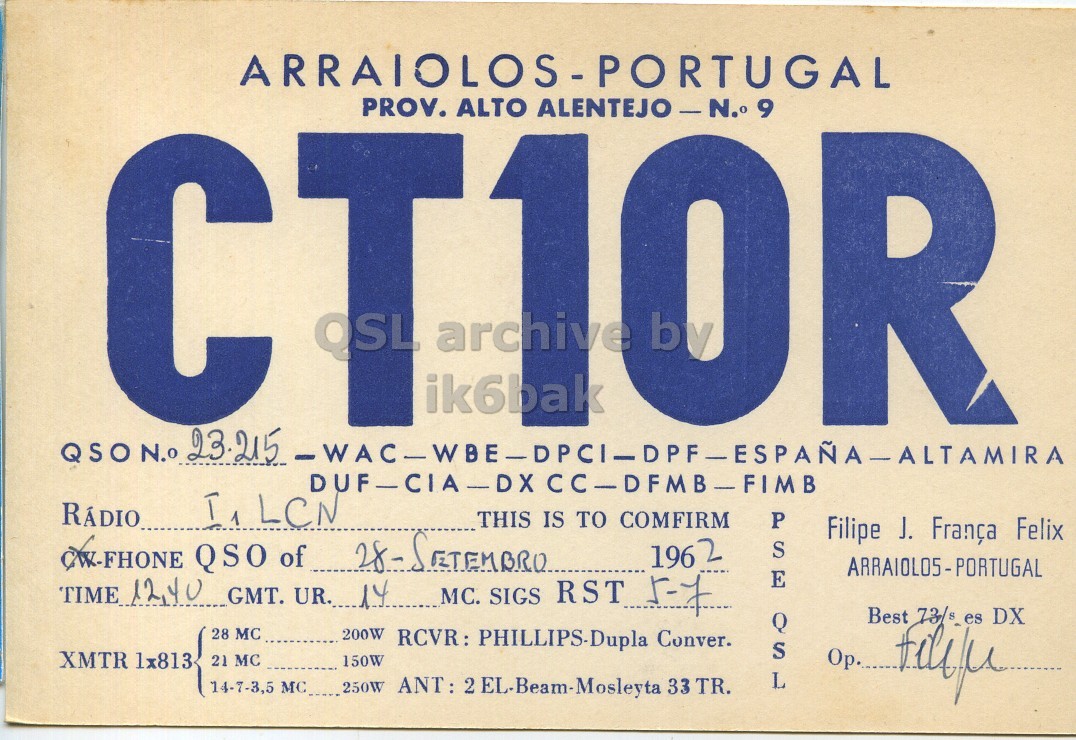 ARRAIOLOS-PORTUGAL
PROV. ALTO ALENTEJO — N.º 9
CT1OR
QSL archive by
ik6bak
QSO N.º 23.215 — WAC — WBE — DPCI — DPF — ESPAÑA — ALTAMIRA
DUF — CIA — DX CC — DFMB — FIMB
RÁDIO I1 LCN THIS IS TO COMFIRM
CW-FHONE QSO of 28-SETEMBRO 1962
TIME 12,40 GMT. UR. 14 MC. SIGS RST 5-7
XMTR 1x813
28 MC 200W
21 MC 150W
14-7-3,5 MC 250W
RCVR: PHILLIPS-Dupla Conver.
ANT: 2 EL-Beam-Mosleyta 33 TR.
PSE QSL
Filipe J. França Felix
ARRAIOLOS-PORTUGAL
Best 73/s es DX
Op. Filipe